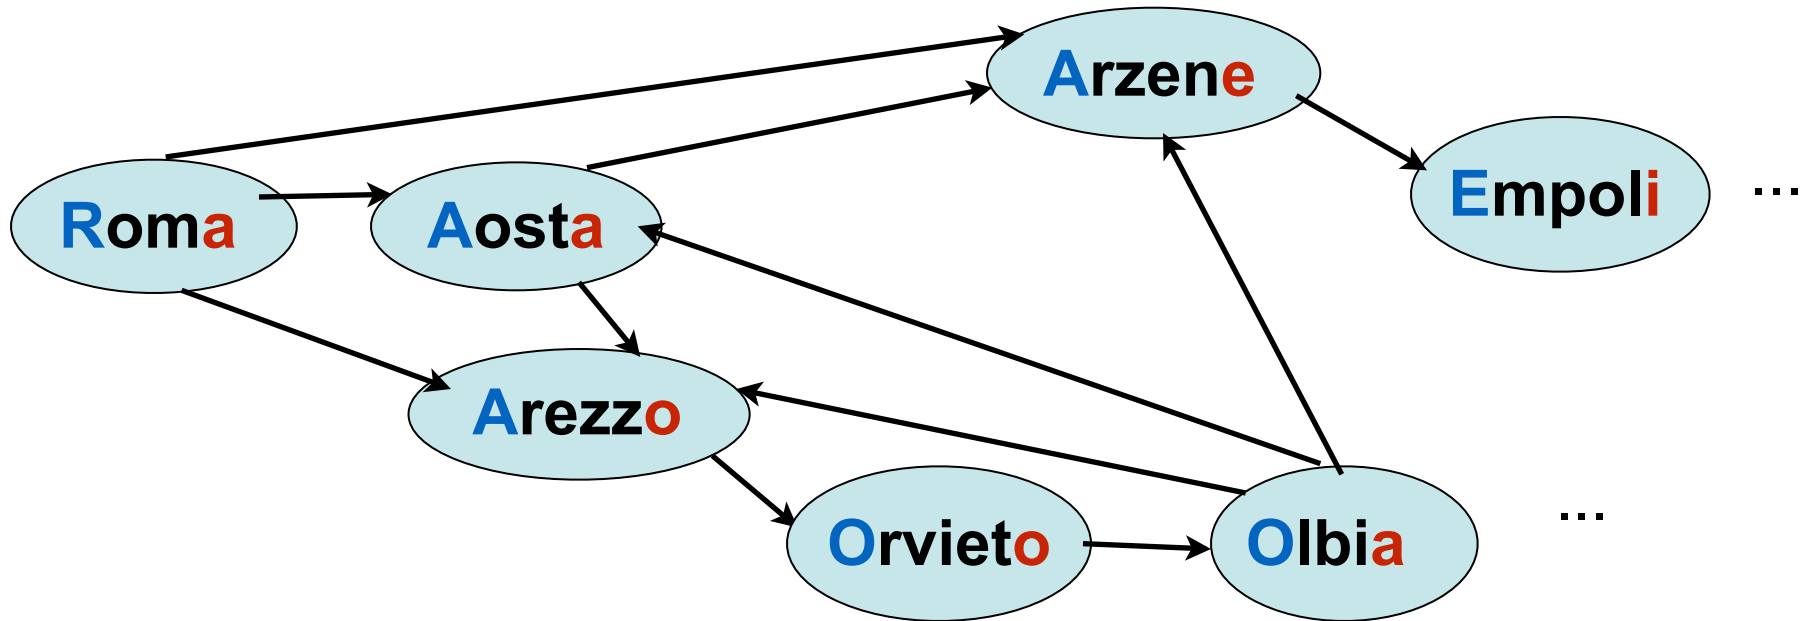 Arzene
Roma
Aosta
Empoli
...
Arezzo
Orvieto
Olbia
...